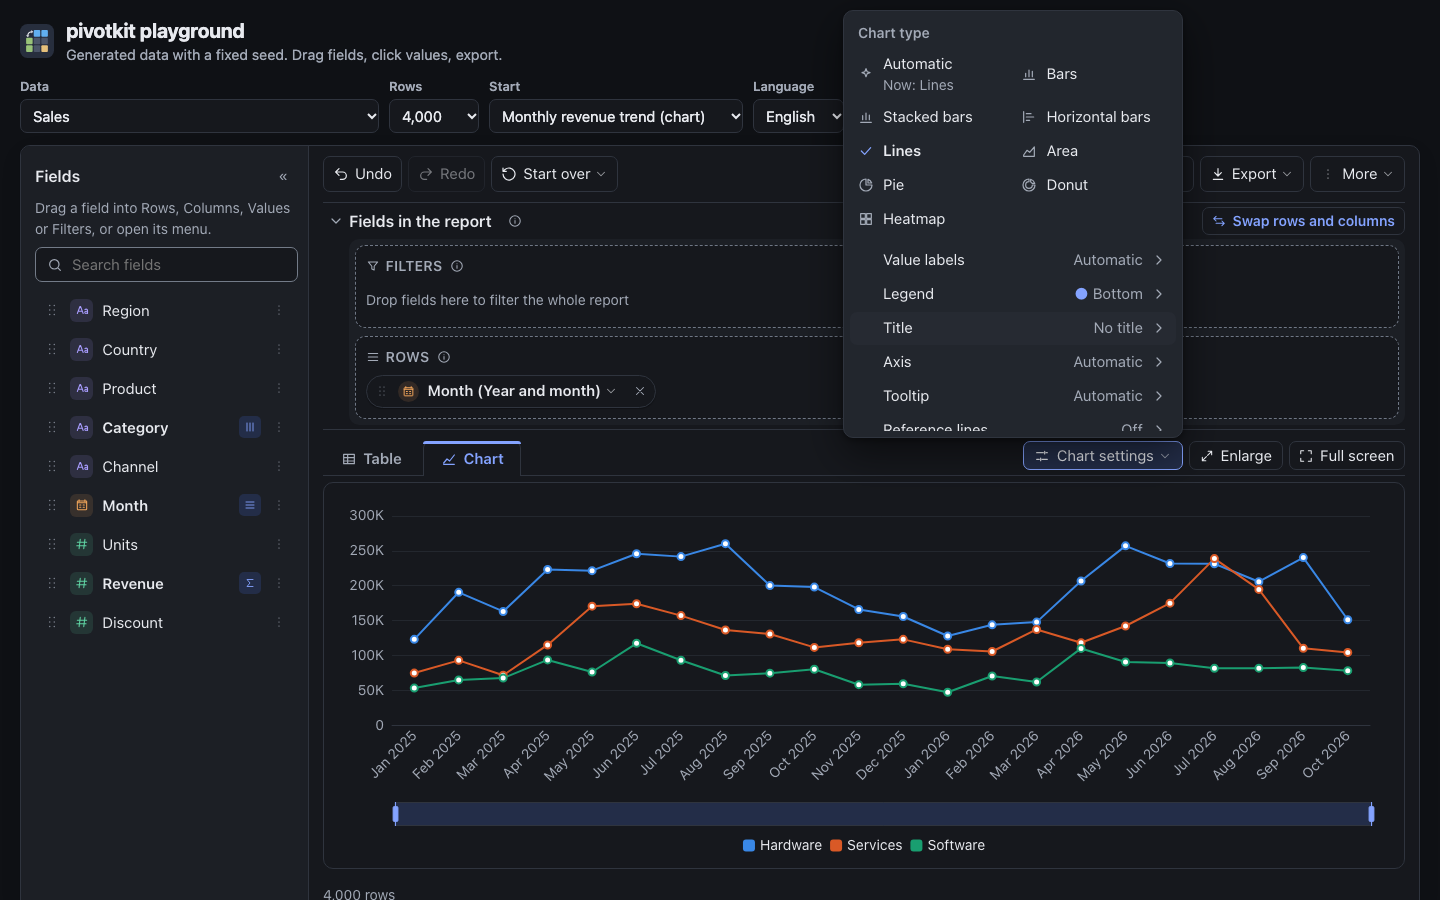 pivotkit playground
Generated data with a fixed seed. Drag fields, click values, export.
Data
Rows
Start
Language
Sales
4,000
Monthly revenue trend (chart)
English
Fields
«
Drag a field into Rows, Columns, Values
or Filters, or open its menu.
Search fields
Aa Region
Aa Country
Aa Product
Aa Category
Aa Channel
Month
# Units
# Revenue Σ
# Discount
Undo
Redo
Start over
Export
More
Fields in the report
Swap rows and columns
FILTERS
Drop fields here to filter the whole report
ROWS
Month (Year and month)
Chart type
Automatic
Now: Lines
Bars
Stacked bars
Horizontal bars
Lines
Area
Pie
Donut
Heatmap
Value labels Automatic
Legend Bottom
Title No title
Axis Automatic
Tooltip Automatic
Reference lines Off
Table
Chart
Chart settings
Enlarge
Full screen
300K
250K
200K
150K
100K
50K
0
Jan 2025
Feb 2025
Mar 2025
Apr 2025
May 2025
Jun 2025
Jul 2025
Aug 2025
Sep 2025
Oct 2025
Nov 2025
Dec 2025
Jan 2026
Feb 2026
Mar 2026
Apr 2026
May 2026
Jun 2026
Jul 2026
Aug 2026
Sep 2026
Oct 2026
Hardware Services Software
4,000 rows